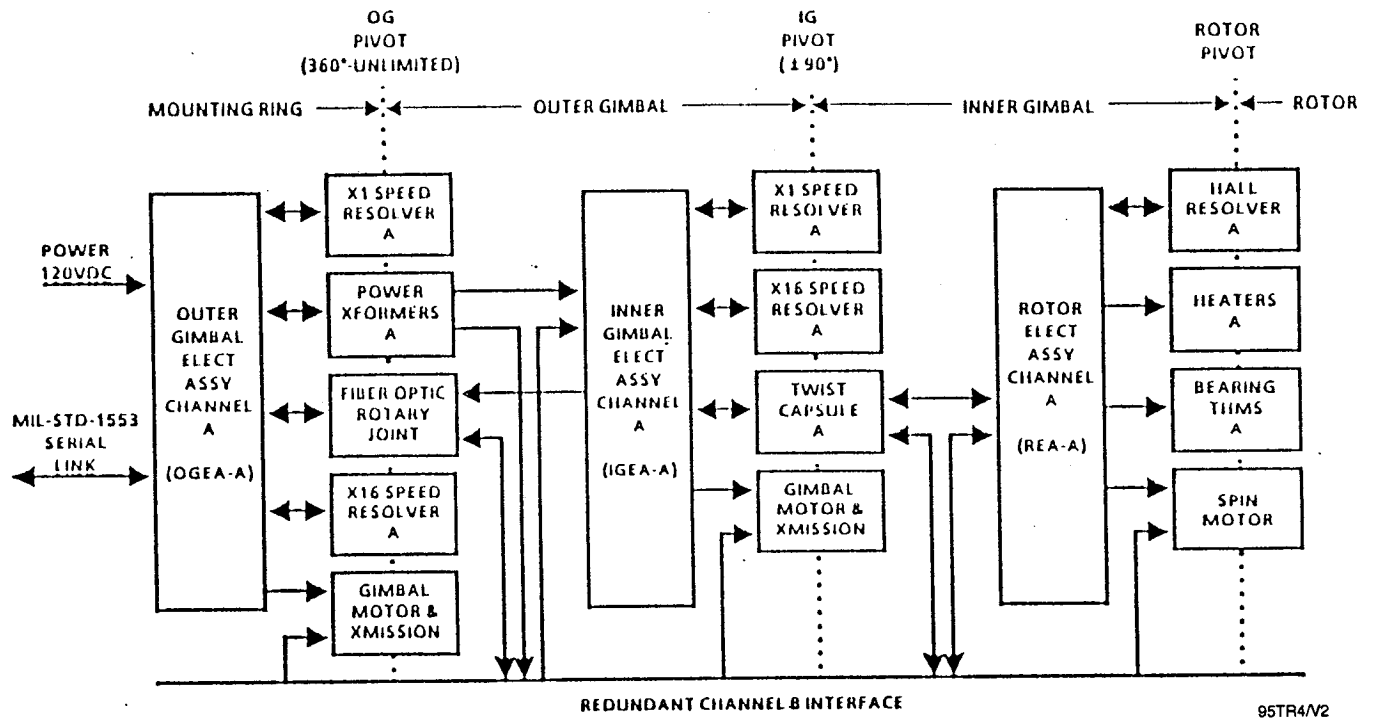 OG
PIVOT
(360°-UNLIMITED)
IG
PIVOT
(±90°)
ROTOR
PIVOT
MOUNTING RING
OUTER GIMBAL
INNER GIMBAL
ROTOR
POWER
120VDC
MIL-STD-1553
SERIAL
LINK
OUTER
GIMBAL
ELECT
ASSY
CHANNEL
A
(OGEA-A)
X1 SPEED
RESOLVER
A
POWER
XFORMERS
A
FIBER OPTIC
ROTARY
JOINT
X16 SPEED
RESOLVER
A
GIMBAL
MOTOR &
XMISSION
INNER
GIMBAL
ELECT
ASSY
CHANNEL
A
(IGEA-A)
X1 SPEED
RESOLVER
A
X16 SPEED
RESOLVER
A
TWIST
CAPSULE
A
GIMBAL
MOTOR &
XMISSION
ROTOR
ELECT
ASSY
CHANNEL
A
(REA-A)
HALL
RESOLVER
A
HEATERS
A
BEARING
TRMS
A
SPIN
MOTOR
REDUNDANT CHANNEL B INTERFACE
95TR4/V2